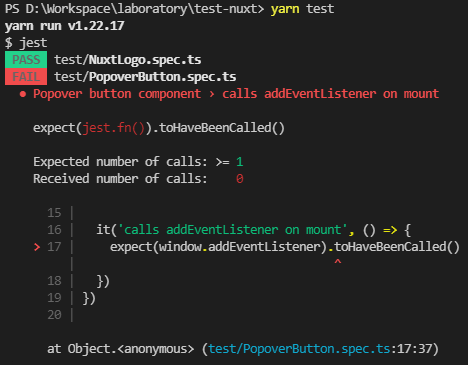 PS D:\Workspace\laboratory\test-nuxt> yarn test
yarn run v1.22.17
$ jest
PASS test/NuxtLogo.spec.ts
FAIL test/PopoverButton.spec.ts
● Popover button component › calls addEventListener on mount
expect(jest.fn()).toHaveBeenCalled()
Expected number of calls: >= 1
Received number of calls:    0
15 |
16 |   it('calls addEventListener on mount', () => {
> 17 |     expect(window.addEventListener).toHaveBeenCalled()
|                                     ^
18 |   })
19 | })
20 |
at Object.<anonymous> (test/PopoverButton.spec.ts:17:37)